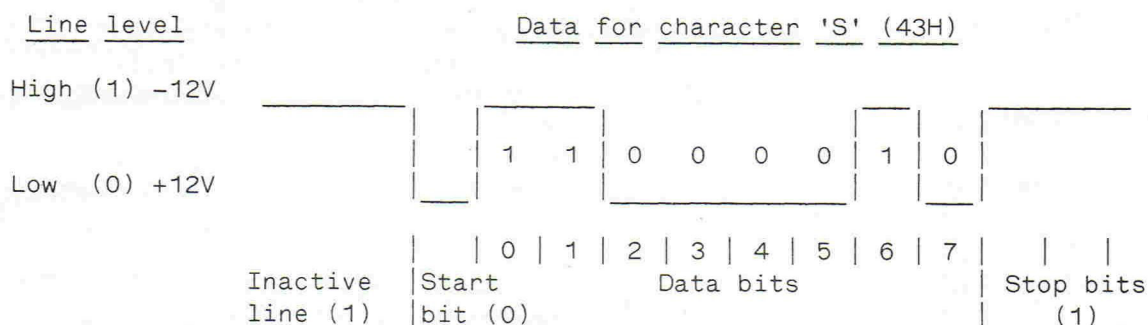 Line level Data for character 'S' (43H)
High (1) -12V
1 1 0 0 0 0 1 0
Low (0) +12V
0 | 1 | 2 | 3 | 4 | 5 | 6 | 7
Inactive Start Data bits Stop bits
line (1) bit (0) (1)